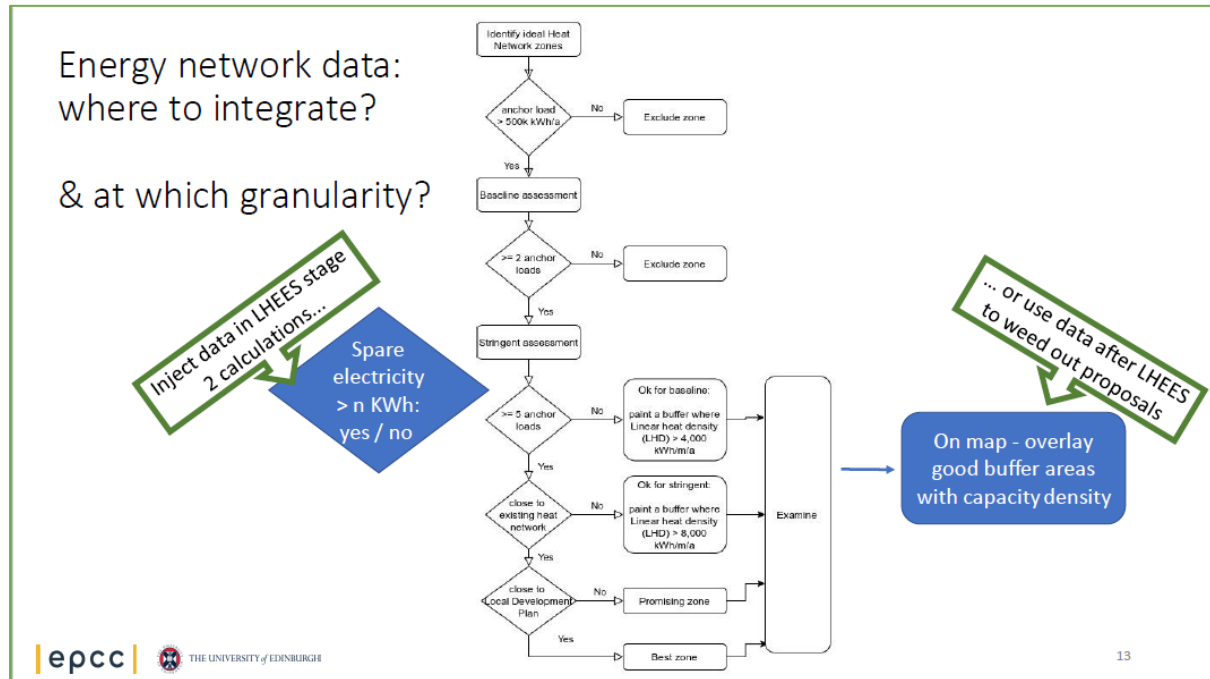 Energy network data:
where to integrate?
& at which granularity?
Identify ideal Heat
Network zones
anchor load
> 500k kWh/a
No
Exclude zone
Yes
Baseline assessment
>= 2 anchor
loads
No
Exclude zone
Yes
Stringent assessment
Inject data in LHEES stage
2 calculations...
Spare
electricity
> n KWh:
yes / no
>= 5 anchor
loads
No
Ok for baseline:
paint a buffer where
Linear heat density
(LHD) > 4,000
kWh/m/a
Yes
close to
existing heat
network
No
Ok for stringent:
paint a buffer where
Linear heat density
(LHD) > 8,000
kWh/m/a
Yes
close to
Local Development
Plan
No
Promising zone
Yes
Best zone
Examine
... or use data after LHEES
to weed out proposals
On map - overlay
good buffer areas
with capacity density
epcc
THE UNIVERSITY of EDINBURGH
13